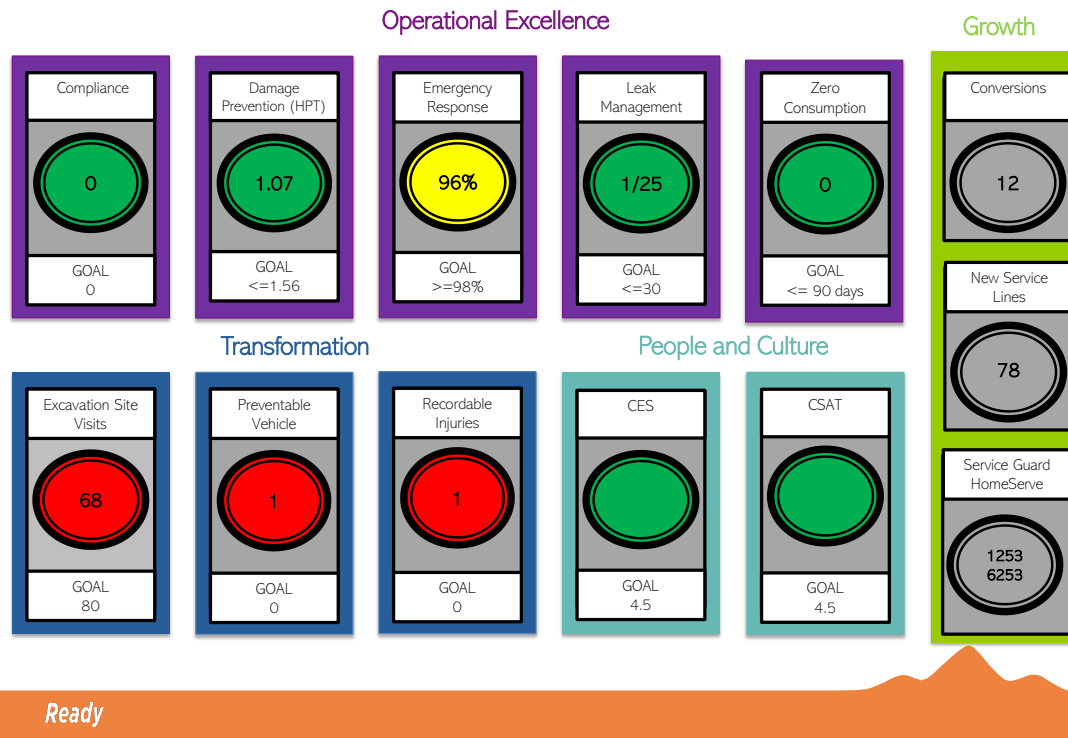 Operational Excellence
Growth
Compliance
0
GOAL
0
Damage
Prevention (HPT)
1.07
GOAL
<=1.56
Emergency
Response
96%
GOAL
>=98%
Leak
Management
1/25
GOAL
<=30
Zero
Consumption
0
GOAL
<= 90 days
Conversions
12
New Service
Lines
78
Service Guard
HomeServe
1253
6253
Transformation
People and Culture
Excavation Site
Visits
68
GOAL
80
Preventable
Vehicle
1
GOAL
0
Recordable
Injuries
1
GOAL
0
CES
GOAL
4.5
CSAT
GOAL
4.5
Ready